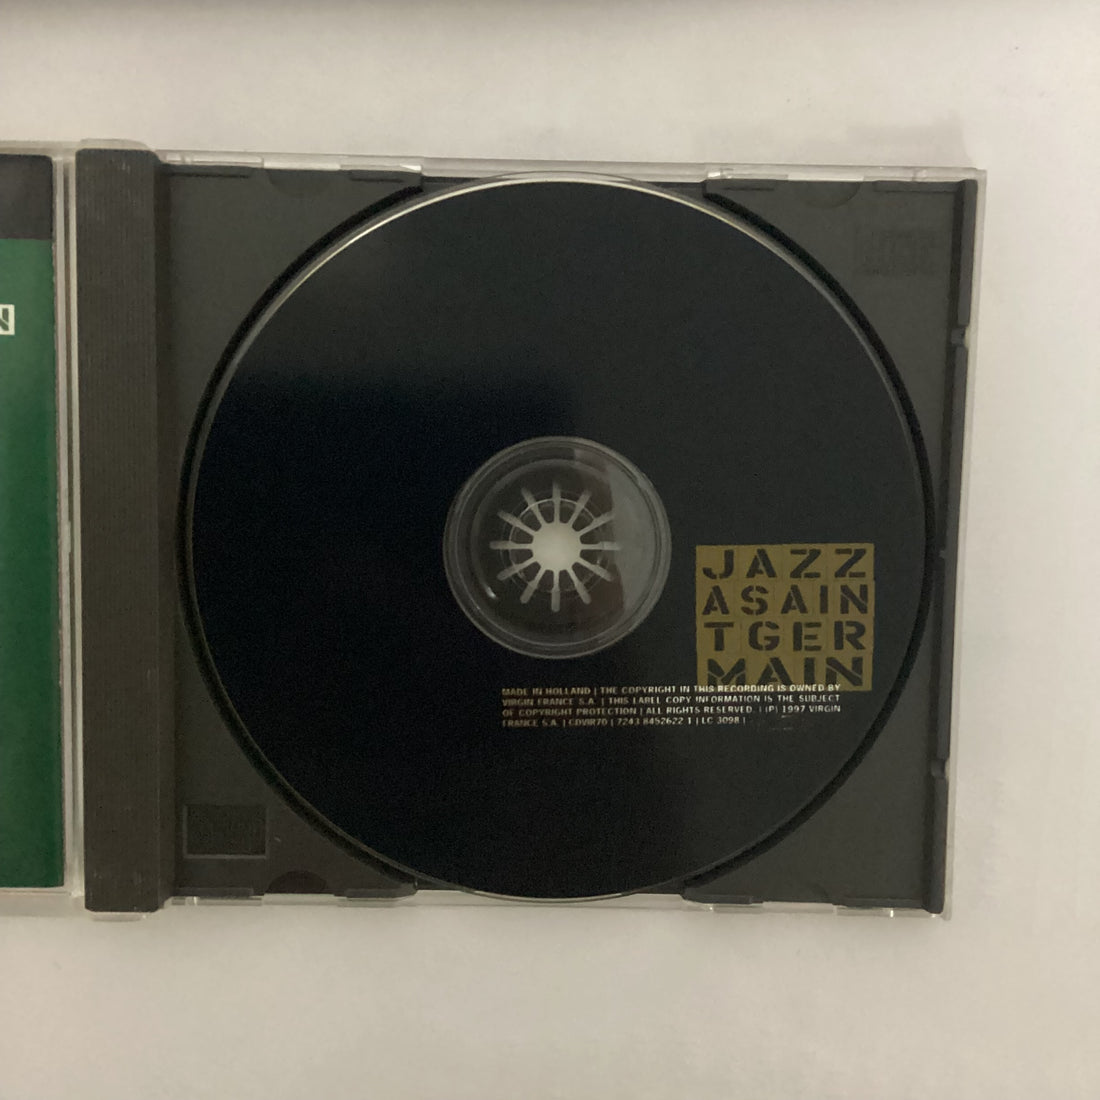 N
JAZZ
ASAIN
TGER
MAIN
MADE IN HOLLAND | THE COPYRIGHT IN THIS RECORDING IS OWNED BY
VIRGIN FRANCE S.A. | THIS LABEL COPY INFORMATION IS THE SUBJECT
OF COPYRIGHT PROTECTION | ALL RIGHTS RESERVED. | (P) 1997 VIRGIN
FRANCE S.A. | CDVIR70 | 7243 8452622 1 | LC 3098 |